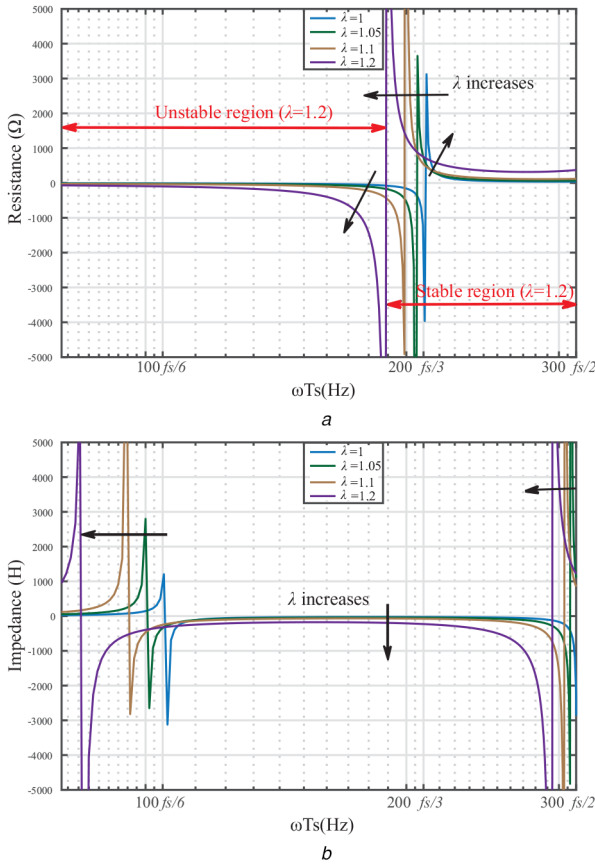 5000
4000
3000
2000
1000
0
-1000
-2000
-3000
-4000
-5000
Resistance (Ω)
λ=1
λ=1.05
λ=1.1
λ=1.2
λ increases
Unstable region (λ=1.2)
Stable region (λ=1.2)
100 fs/6
200 fs/3
300 fs/2
ωTs(Hz)
a
5000
4000
3000
2000
1000
0
-1000
-2000
-3000
-4000
-5000
Impedance (H)
λ=1
λ=1.05
λ=1.1
λ=1.2
λ increases
100 fs/6
200 fs/3
300 fs/2
ωTs(Hz)
b